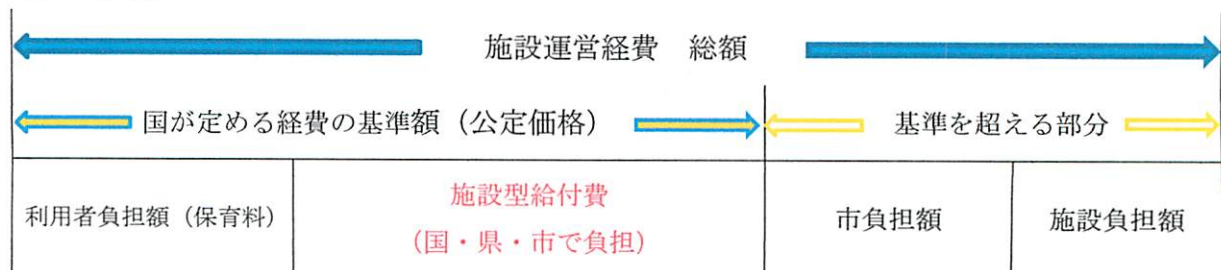 施設運営経費　総額
国が定める経費の基準額（公定価格）
基準を超える部分
利用者負担額（保育料）
施設型給付費
（国・県・市で負担）
市負担額
施設負担額